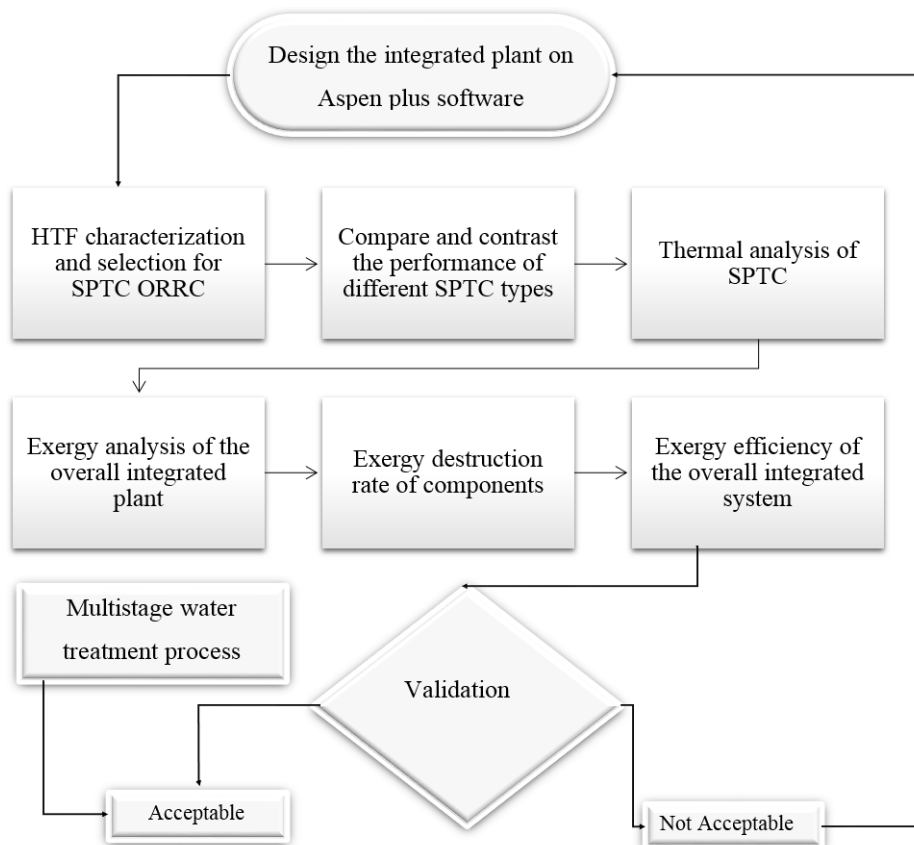 Design the integrated plant on
Aspen plus software
HTF characterization
and selection for
SPTC ORRC
Compare and contrast
the performance of
different SPTC types
Thermal analysis of
SPTC
Exergy analysis of the
overall integrated
plant
Exergy destruction
rate of components
Exergy efficiency of
the overall integrated
system
Multistage water
treatment process
Validation
Acceptable
Not Acceptable